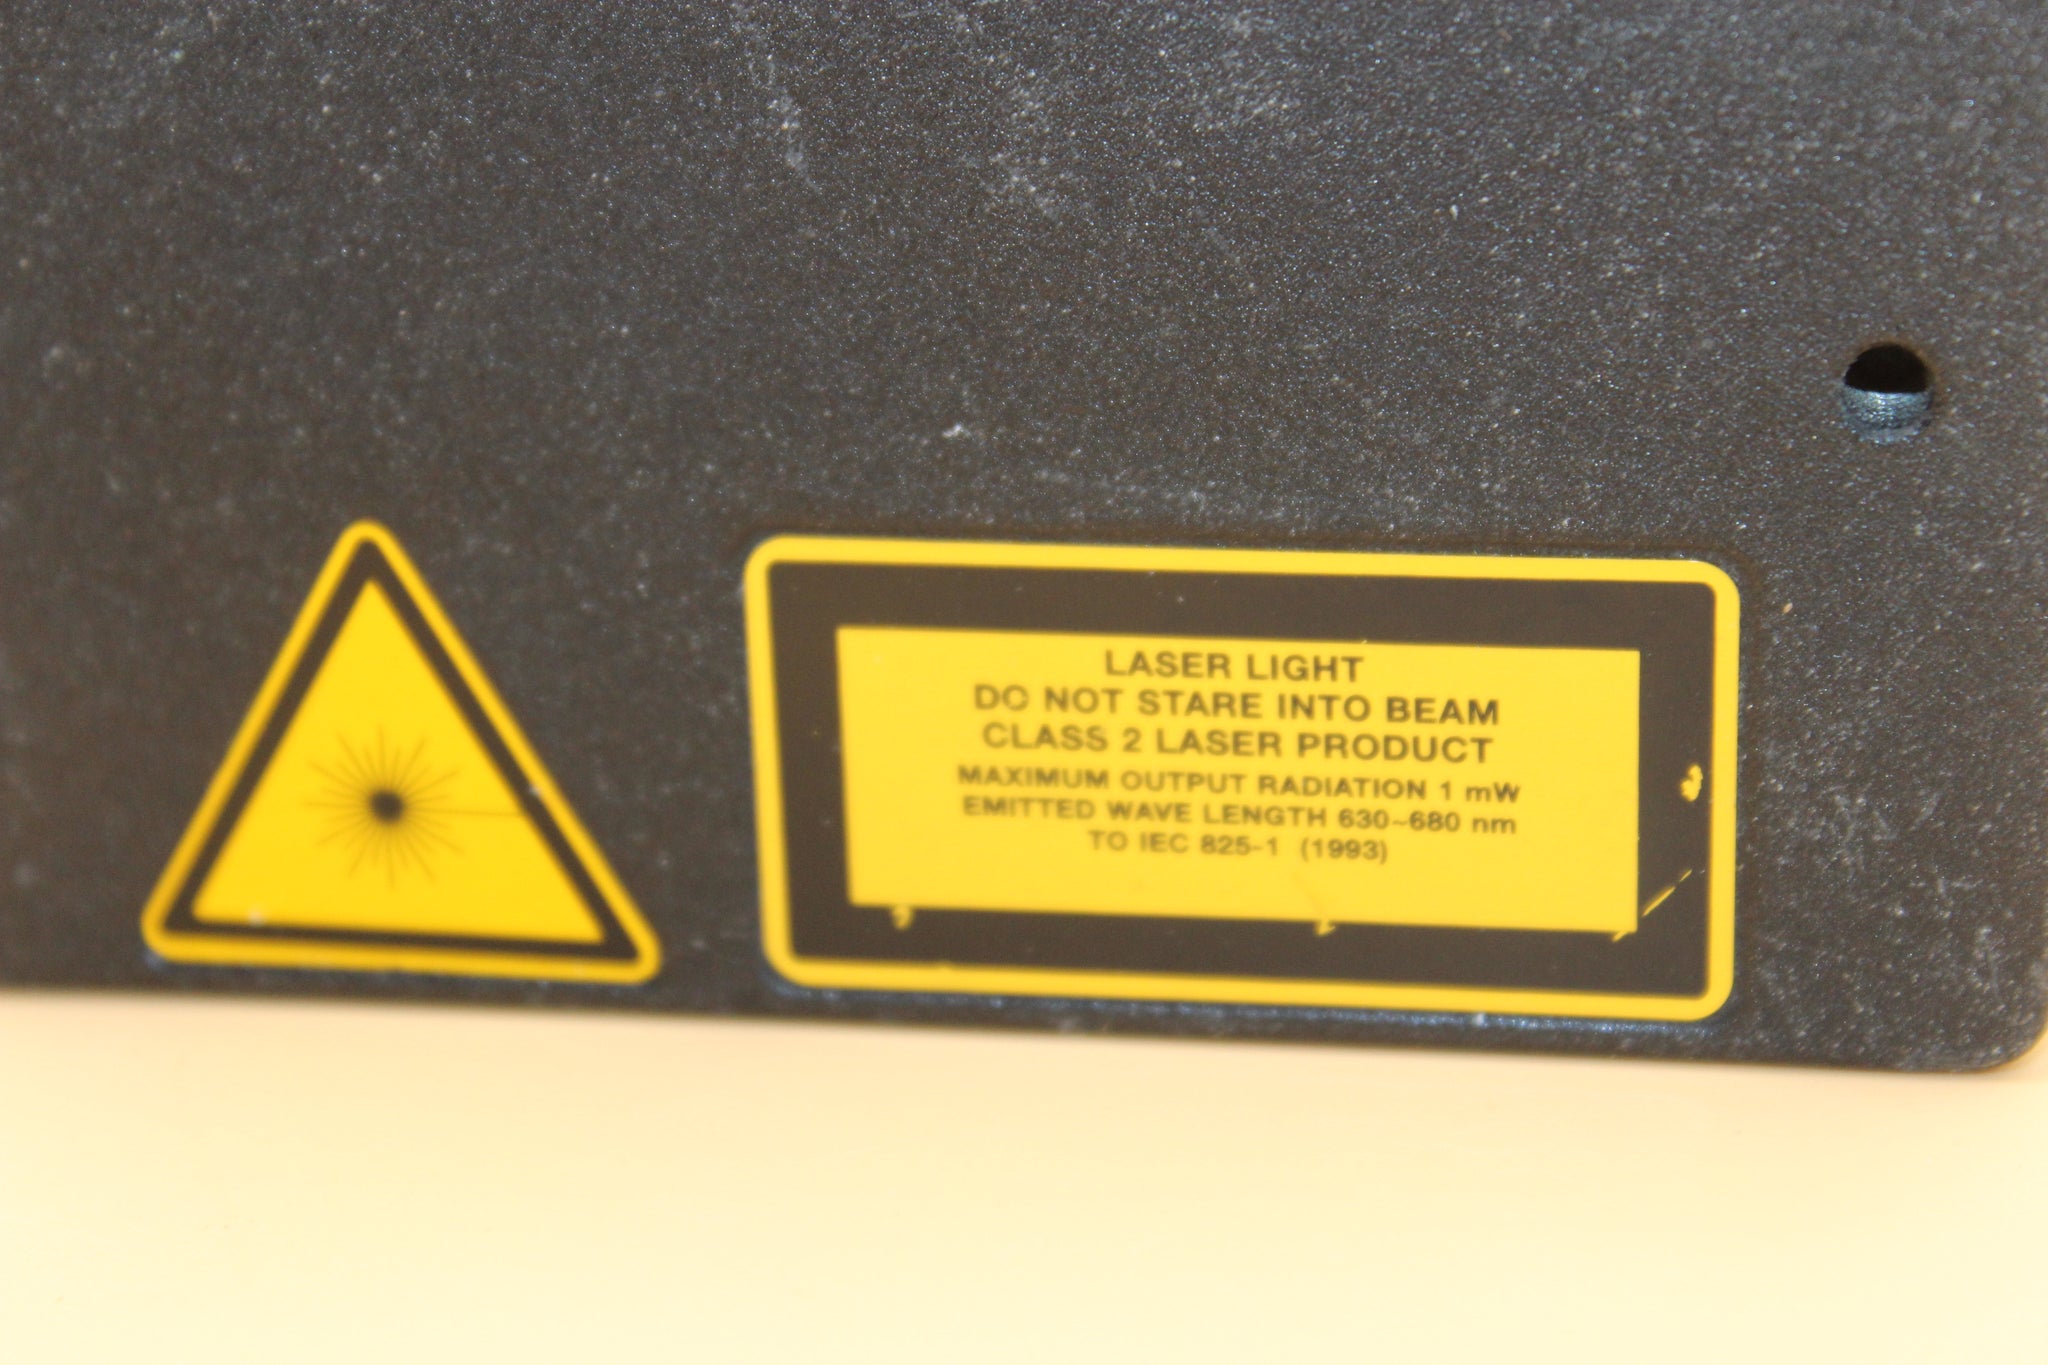 LASER LIGHT
DO NOT STARE INTO BEAM
CLASS 2 LASER PRODUCT
MAXIMUM OUTPUT RADIATION 1 mW
EMITTED WAVE LENGTH 630~680 nm
TO IEC 825-1 (1993)